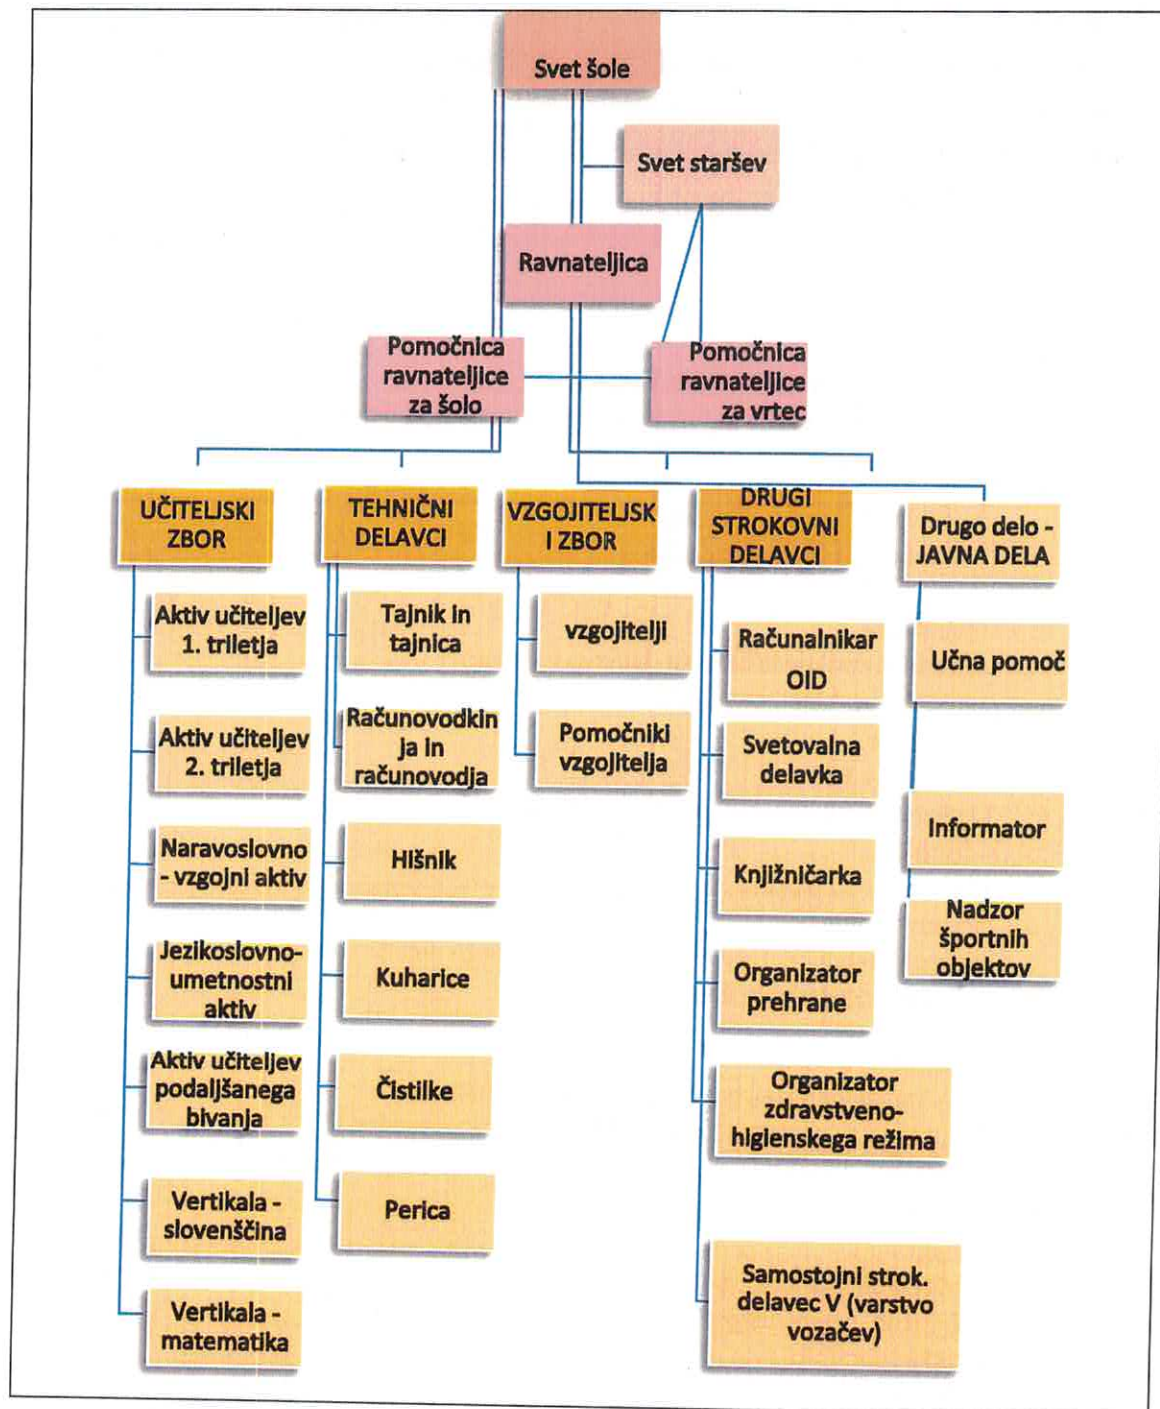 Svet šole
Svet staršev
Ravnateljica
Pomočnica
ravnateljice
za šolo
Pomočnica
ravnateljice
za vrtec
UČITELJSKI
ZBOR
Aktiv učiteljev
1. triletja
Aktiv učiteljev
2. triletja
Naravoslovno
- vzgojni aktiv
Jezikoslovno-
umetnostni
aktiv
Aktiv učiteljev
podaljšanega
bivanja
Vertikala -
slovenščina
Vertikala -
matematika
TEHNIČNI
DELAVCI
Tajnik in
tajnica
Računovodkin
ja in
računovodja
Hišnik
Kuharice
Čistilke
Perica
VZGOJITELJSK
I ZBOR
vzgojitelji
Pomočniki
vzgojitelja
DRUGI
STROKOVNI
DELAVCI
Računalnikar
OID
Svetovalna
delavka
Knjižničarka
Organizator
prehrane
Organizator
zdravstveno-
higienskega režima
Samostojni strok.
delavec V (varstvo
vozačev)
Drugo delo -
JAVNA DELA
Učna pomoč
Informator
Nadzor
športnih
objektov